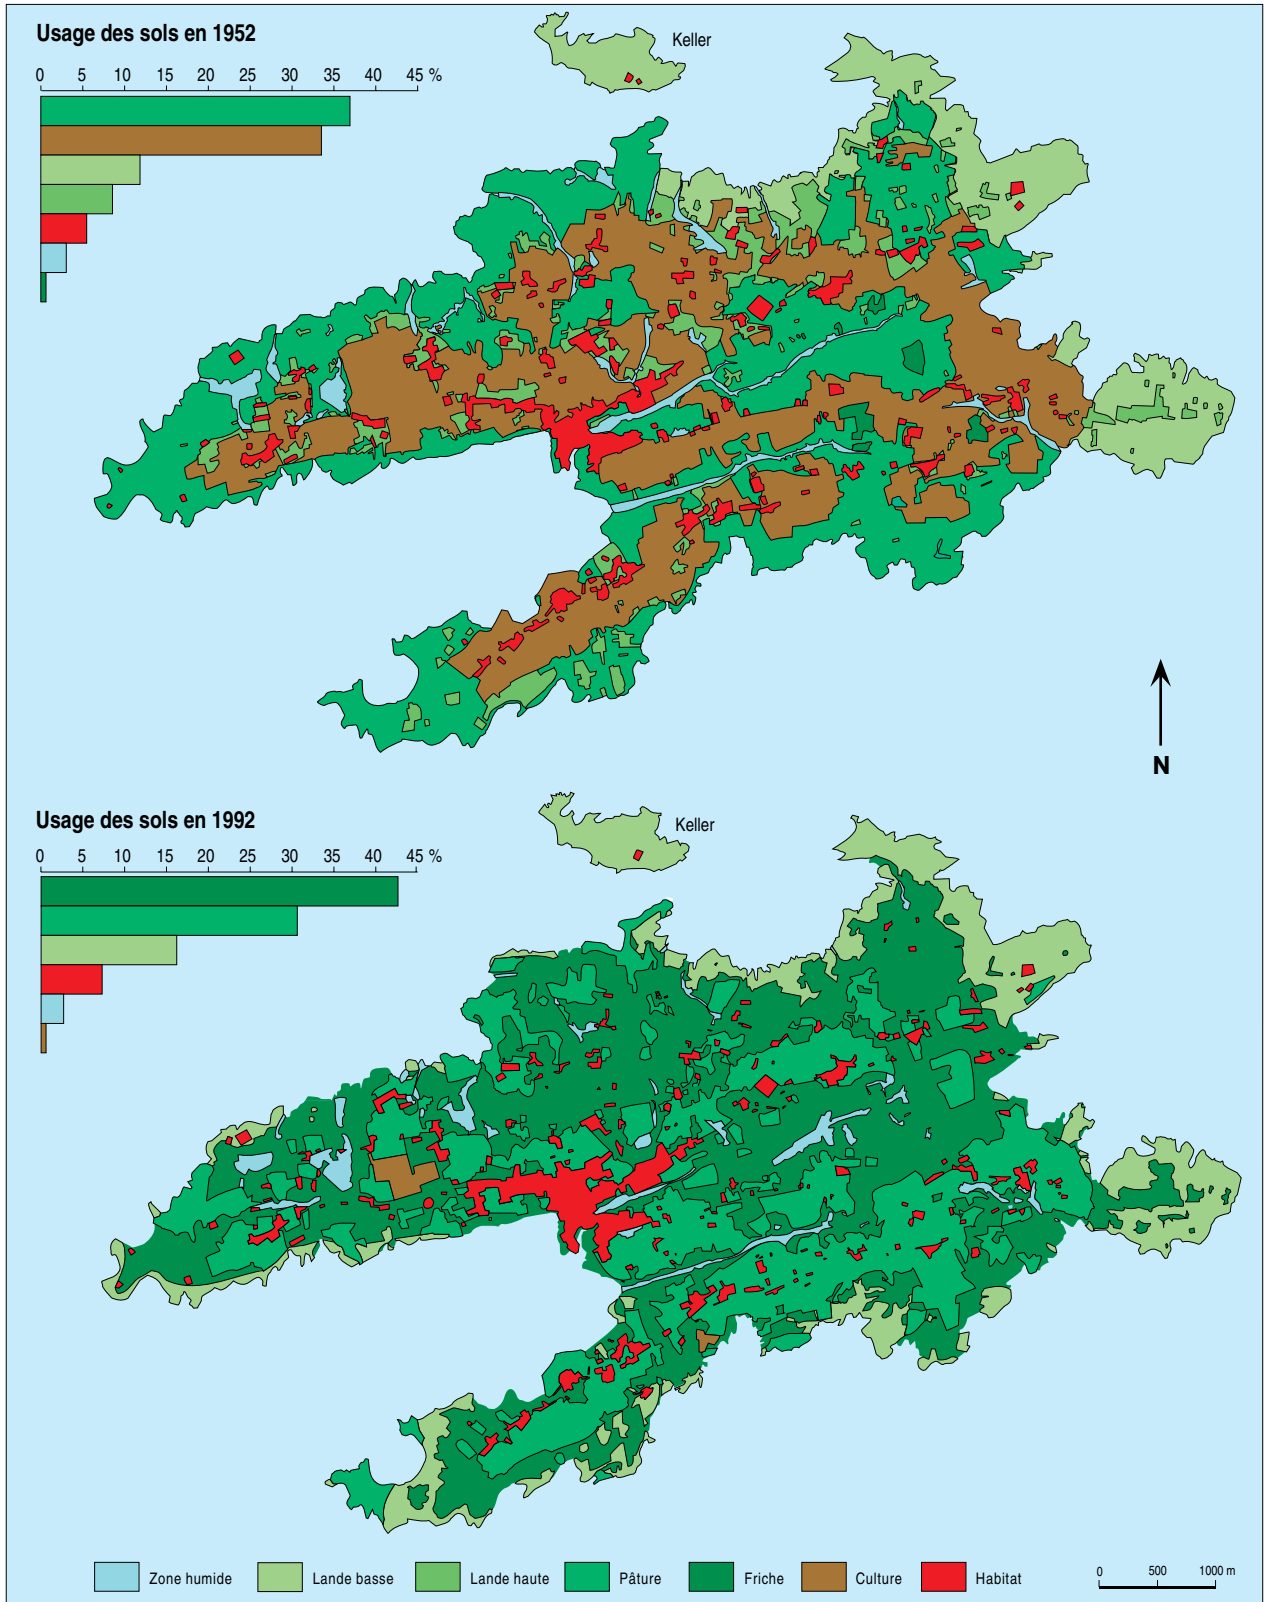 Usage des sols en 1952
0 5 10 15 20 25 30 35 40 45 %
Keller
N
Usage des sols en 1992
0 5 10 15 20 25 30 35 40 45 %
Keller
Zone humide
Lande basse
Lande haute
Pâture
Friche
Culture
Habitat
0 500 1000 m